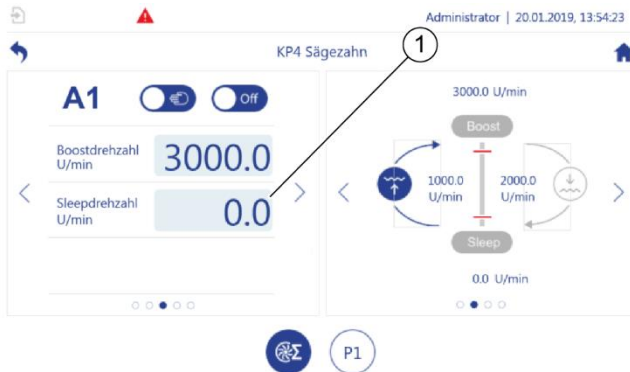 Administrator | 20.01.2019, 13:54:23
KP4 Sägezahn
1
A1
Off
Boostdrehzahl
U/min
3000.0
Sleepdrehzahl
U/min
0.0
3000.0 U/min
Boost
1000.0
U/min
2000.0
U/min
Sleep
0.0 U/min
Σ
P1